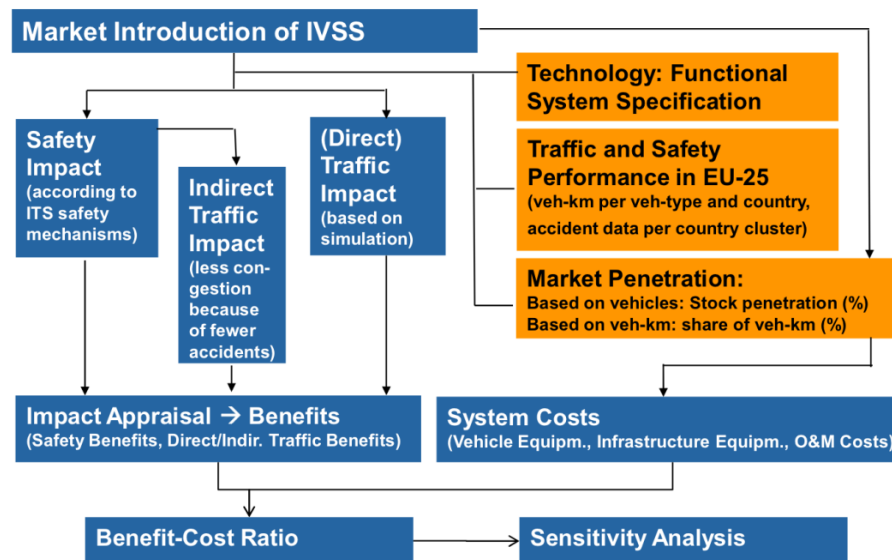 Market Introduction of IVSS
Technology: Functional
System Specification
Safety
Impact
(according to
ITS safety
mechanisms)
Indirect
Traffic
Impact
(less con-
gestion
because
of fewer
accidents)
(Direct)
Traffic
Impact
(based on
simulation)
Traffic and Safety
Performance in EU-25
(veh-km per veh-type and country,
accident data per country cluster)
Market Penetration:
Based on vehicles: Stock penetration (%)
Based on veh-km: share of veh-km (%)
Impact Appraisal → Benefits
(Safety Benefits, Direct/Indir. Traffic Benefits)
System Costs
(Vehicle Equipm., Infrastructure Equipm., O&M Costs)
Benefit-Cost Ratio
Sensitivity Analysis